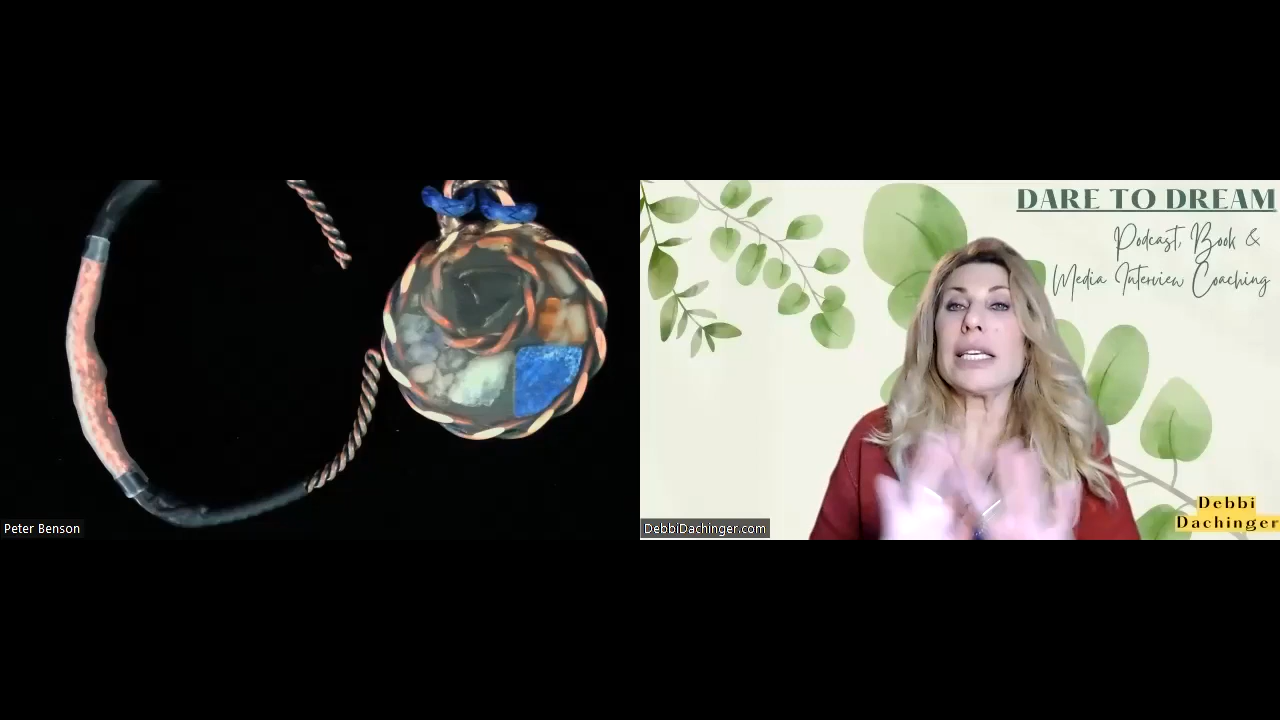 DARE TO DREAM
Podcast, Book &
Media Interview Coaching
Debbi
Dachinger
Peter Benson
DebbiDachinger.com